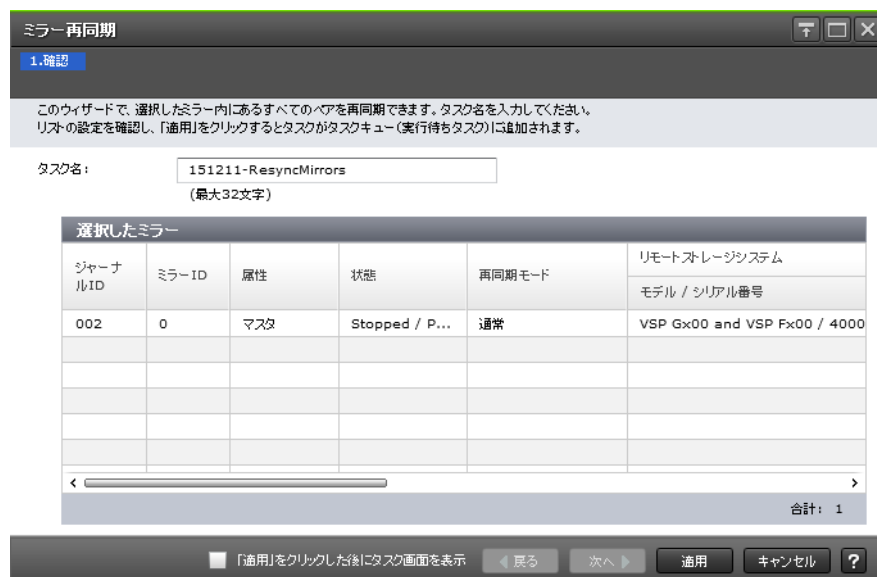 ミラー再同期
1.確認
このウィザードで、選択したミラー内にあるすべてのペアを再同期できます。タスク名を入力してください。
リストの設定を確認し、「適用」をクリックするとタスクがタスクキュー(実行待ちタスク)に追加されます。
タスク名: 151211-ResyncMirrors
(最大32文字)
選択したミラー
ジャーナルID ミラーID 属性 状態 再同期モード リモートストレージシステム
モデル / シリアル番号
002 0 マスタ Stopped / P... 通常 VSP Gx00 and VSP Fx00 / 4000
合計: 1
「適用」をクリックした後にタスク画面を表示 戻る 次へ 適用 キャンセル ?